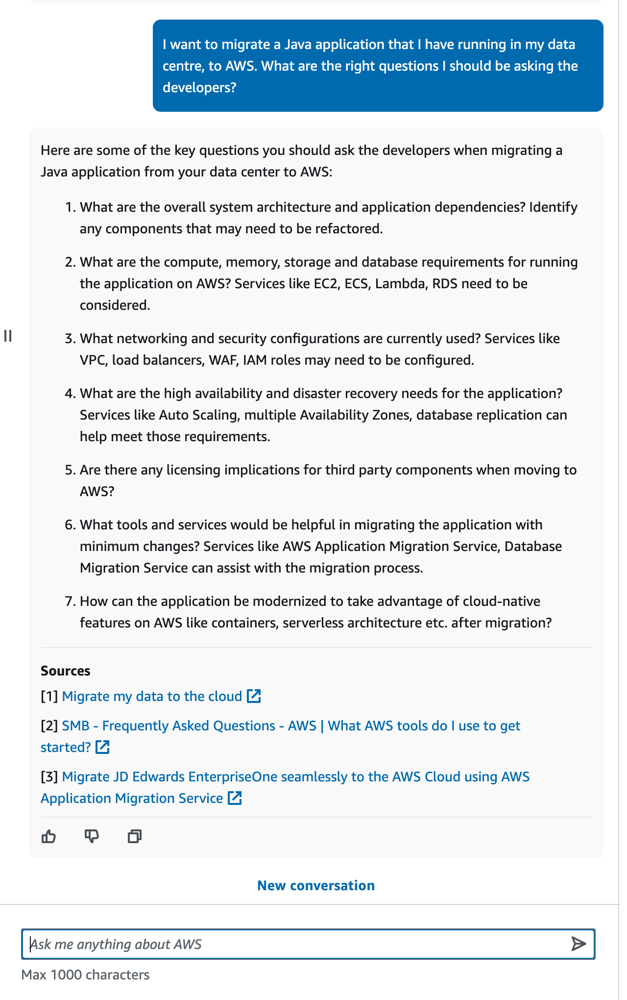 I want to migrate a Java application that I have running in my data
centre, to AWS. What are the right questions I should be asking the
developers?
Here are some of the key questions you should ask the developers when migrating a
Java application from your data center to AWS:
1. What are the overall system architecture and application dependencies? Identify
any components that may need to be refactored.
2. What are the compute, memory, storage and database requirements for running
the application on AWS? Services like EC2, ECS, Lambda, RDS need to be
considered.
3. What networking and security configurations are currently used? Services like
VPC, load balancers, WAF, IAM roles may need to be configured.
4. What are the high availability and disaster recovery needs for the application?
Services like Auto Scaling, multiple Availability Zones, database replication can
help meet those requirements.
5. Are there any licensing implications for third party components when moving to
AWS?
6. What tools and services would be helpful in migrating the application with
minimum changes? Services like AWS Application Migration Service, Database
Migration Service can assist with the migration process.
7. How can the application be modernized to take advantage of cloud-native
features on AWS like containers, serverless architecture etc. after migration?
Sources
[1] Migrate my data to the cloud
[2] SMB - Frequently Asked Questions - AWS | What AWS tools do I use to get
started?
[3] Migrate JD Edwards EnterpriseOne seamlessly to the AWS Cloud using AWS
Application Migration Service
New conversation
Ask me anything about AWS
Max 1000 characters